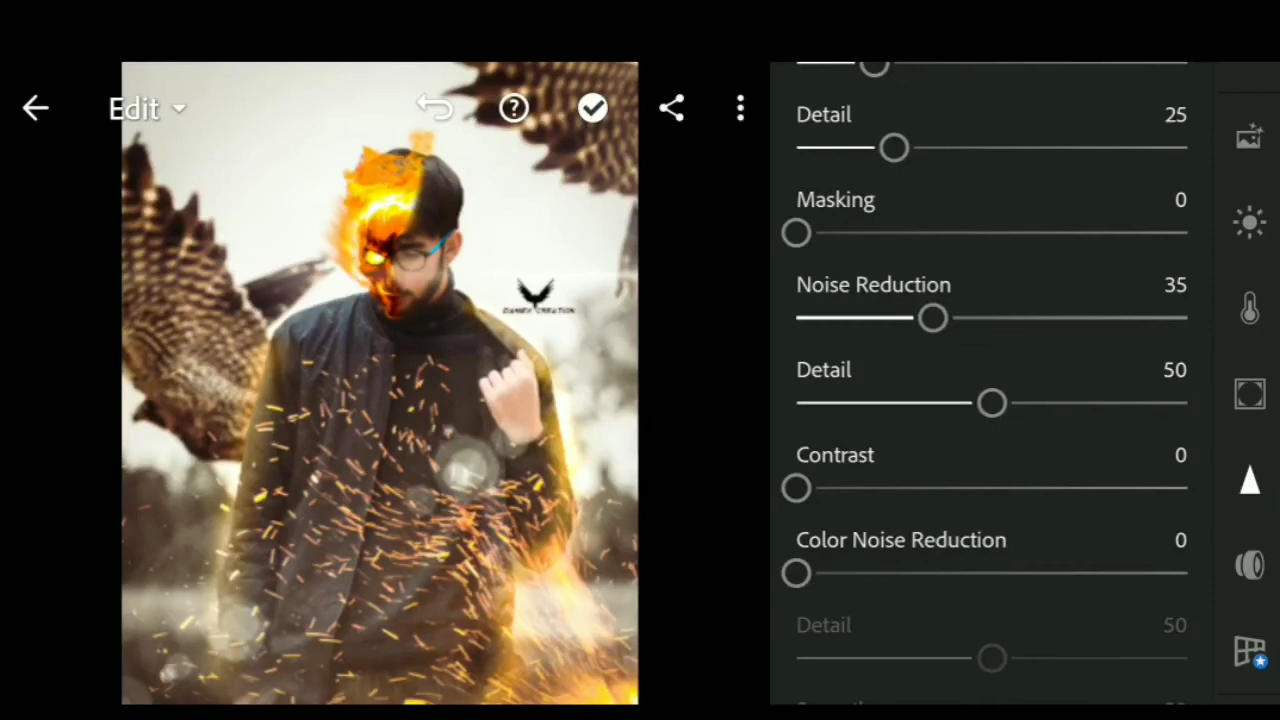 Edit
Detail 25
Masking 0
Noise Reduction 35
Detail 50
Contrast 0
Color Noise Reduction 0
Detail 50